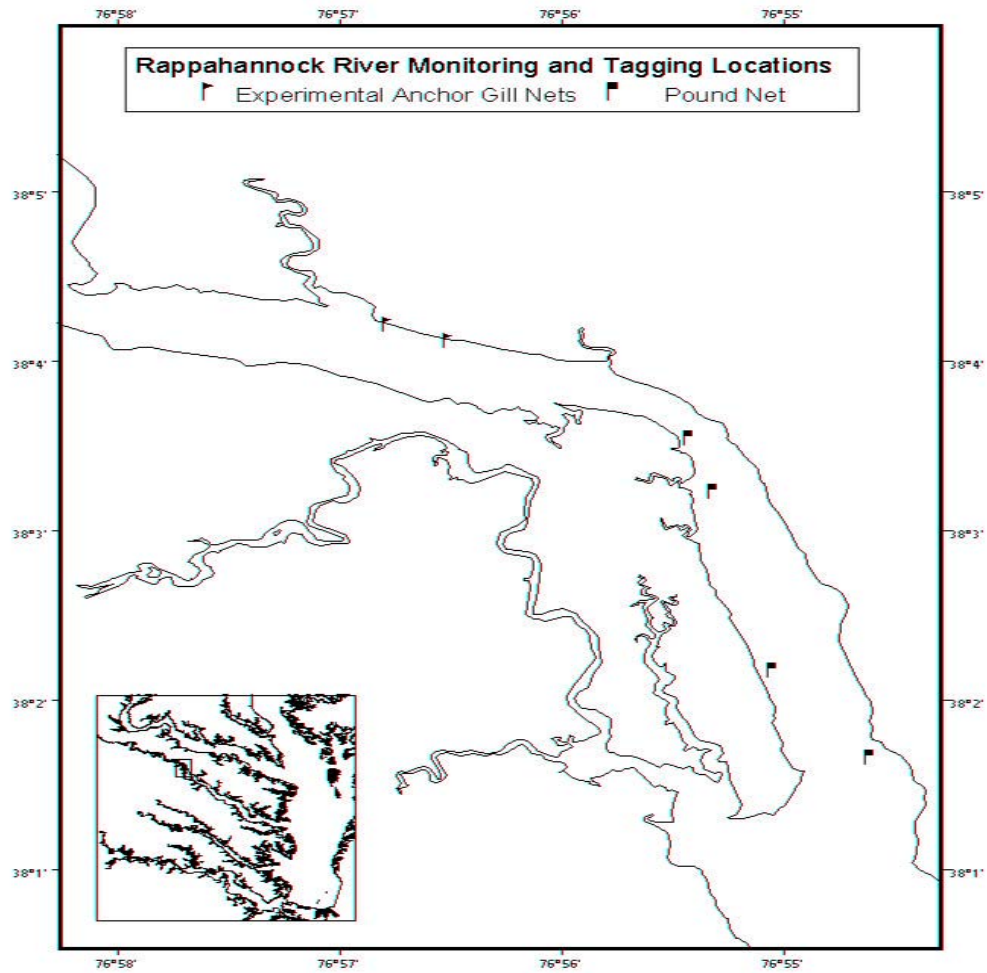 76°58' 76°57' 76°56' 76°55'
Rappahannock River Monitoring and Tagging Locations
Experimental Anchor Gill Nets Pound Net
38°5' 38°5'
38°4' 38°4'
38°3' 38°3'
38°2' 38°2'
38°1' 38°1'
76°58' 76°57' 76°56' 76°55'